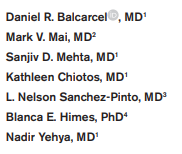 Daniel R. Balcarcel, MD¹
Mark V. Mai, MD²
Sanjiv D. Mehta, MD¹
Kathleen Chiotos, MD¹
L. Nelson Sanchez-Pinto, MD³
Blanca E. Himes, PhD⁴
Nadir Yehya, MD¹